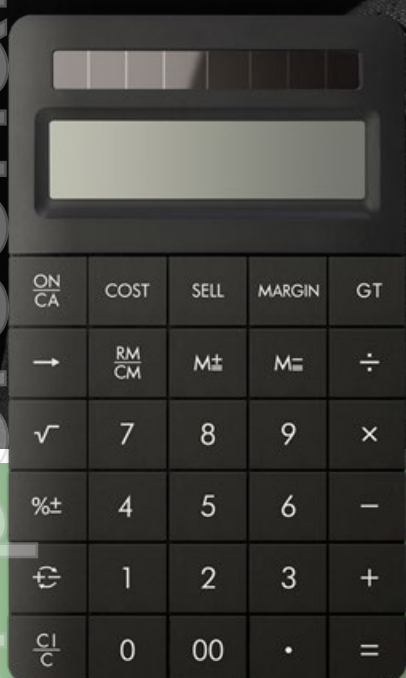 ON/CA COST SELL MARGIN GT
→ RM/CM M± M= ÷
√ 7 8 9 ×
%± 4 5 6 −
1 2 3 +
CI/C 0 00 · =